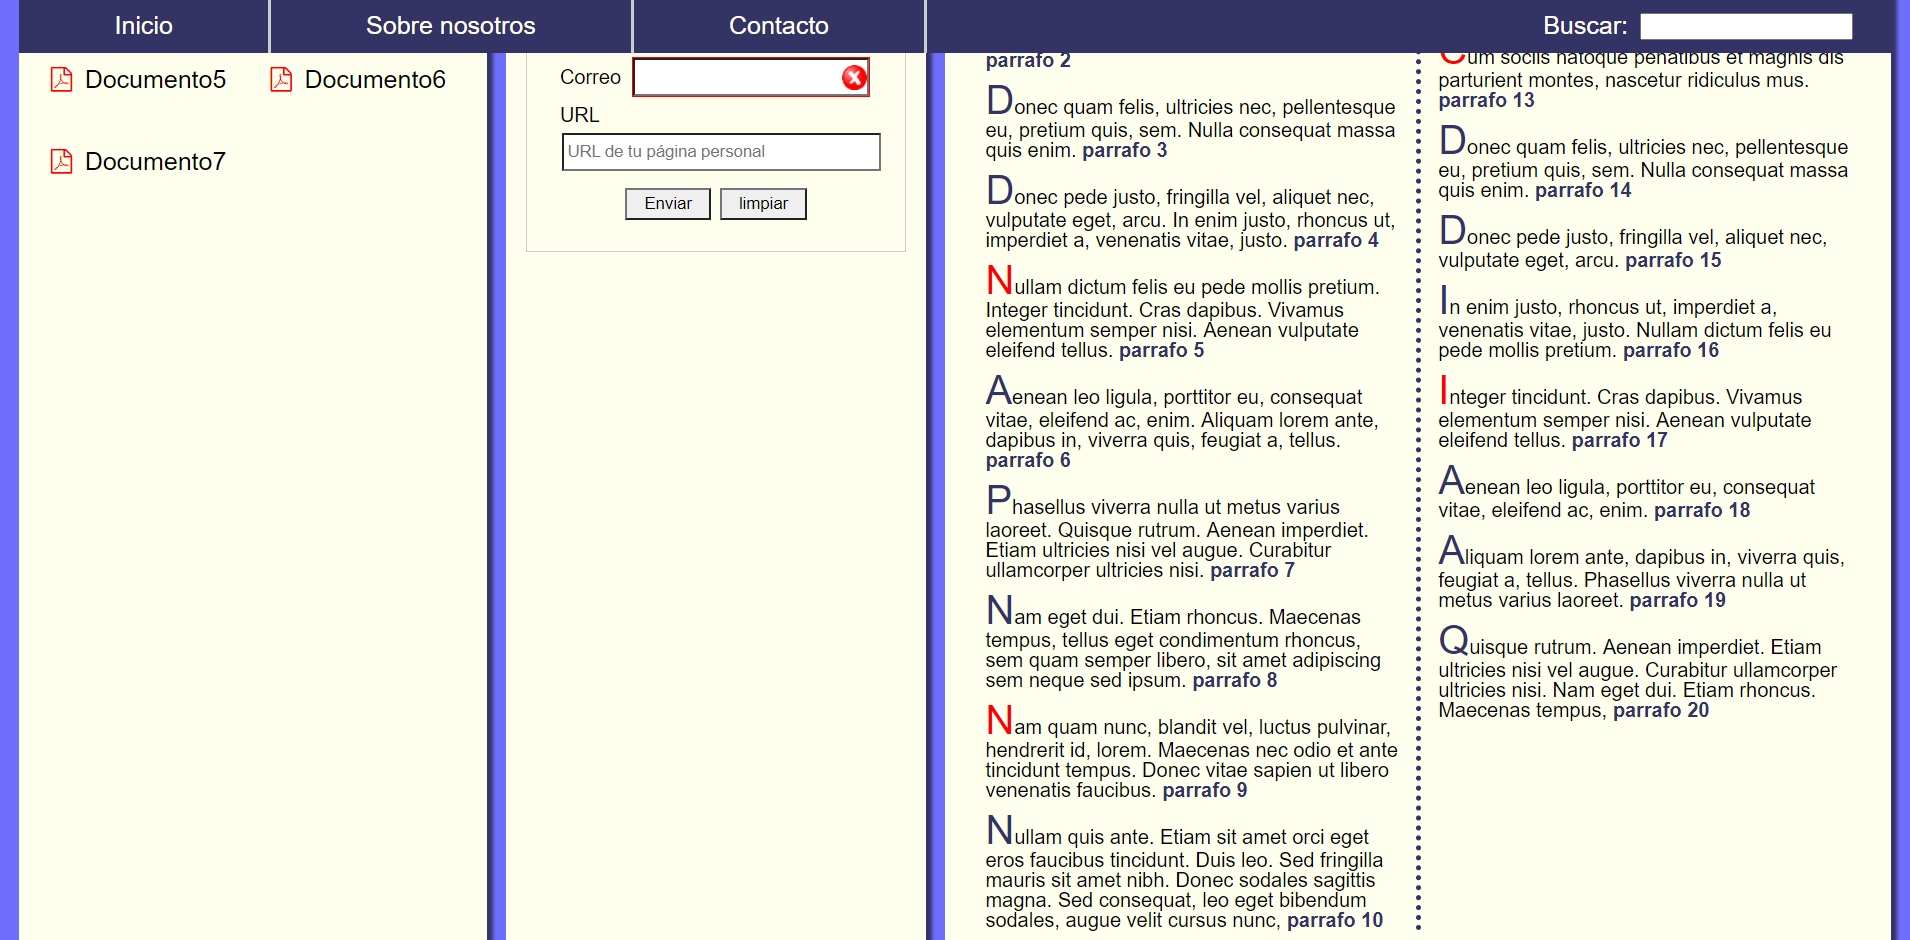 Inicio
Sobre nosotros
Contacto
Buscar:
Documento5
Documento6
Documento7
Correo
URL
URL de tu página personal
Enviar
limpiar
parrafo 2
Donec quam felis, ultricies nec, pellentesque
eu, pretium quis, sem. Nulla consequat massa
quis enim. parrafo 3
Donec pede justo, fringilla vel, aliquet nec,
vulputate eget, arcu. In enim justo, rhoncus ut,
imperdiet a, venenatis vitae, justo. parrafo 4
Nullam dictum felis eu pede mollis pretium.
Integer tincidunt. Cras dapibus. Vivamus
elementum semper nisi. Aenean vulputate
eleifend tellus. parrafo 5
Aenean leo ligula, porttitor eu, consequat
vitae, eleifend ac, enim. Aliquam lorem ante,
dapibus in, viverra quis, feugiat a, tellus.
parrafo 6
Phasellus viverra nulla ut metus varius
laoreet. Quisque rutrum. Aenean imperdiet.
Etiam ultricies nisi vel augue. Curabitur
ullamcorper ultricies nisi. parrafo 7
Nam eget dui. Etiam rhoncus. Maecenas
tempus, tellus eget condimentum rhoncus,
sem quam semper libero, sit amet adipiscing
sem neque sed ipsum. parrafo 8
Nam quam nunc, blandit vel, luctus pulvinar,
hendrerit id, lorem. Maecenas nec odio et ante
tincidunt tempus. Donec vitae sapien ut libero
venenatis faucibus. parrafo 9
Nullam quis ante. Etiam sit amet orci eget
eros faucibus tincidunt. Duis leo. Sed fringilla
mauris sit amet nibh. Donec sodales sagittis
magna. Sed consequat, leo eget bibendum
sodales, augue velit cursus nunc, parrafo 10
Cum sociis natoque penatibus et magnis dis
parturient montes, nascetur ridiculus mus.
parrafo 13
Donec quam felis, ultricies nec, pellentesque
eu, pretium quis, sem. Nulla consequat massa
quis enim. parrafo 14
Donec pede justo, fringilla vel, aliquet nec,
vulputate eget, arcu. parrafo 15
In enim justo, rhoncus ut, imperdiet a,
venenatis vitae, justo. Nullam dictum felis eu
pede mollis pretium. parrafo 16
Integer tincidunt. Cras dapibus. Vivamus
elementum semper nisi. Aenean vulputate
eleifend tellus. parrafo 17
Aenean leo ligula, porttitor eu, consequat
vitae, eleifend ac, enim. parrafo 18
Aliquam lorem ante, dapibus in, viverra quis,
feugiat a, tellus. Phasellus viverra nulla ut
metus varius laoreet. parrafo 19
Quisque rutrum. Aenean imperdiet. Etiam
ultricies nisi vel augue. Curabitur ullamcorper
ultricies nisi. Nam eget dui. Etiam rhoncus.
Maecenas tempus, parrafo 20